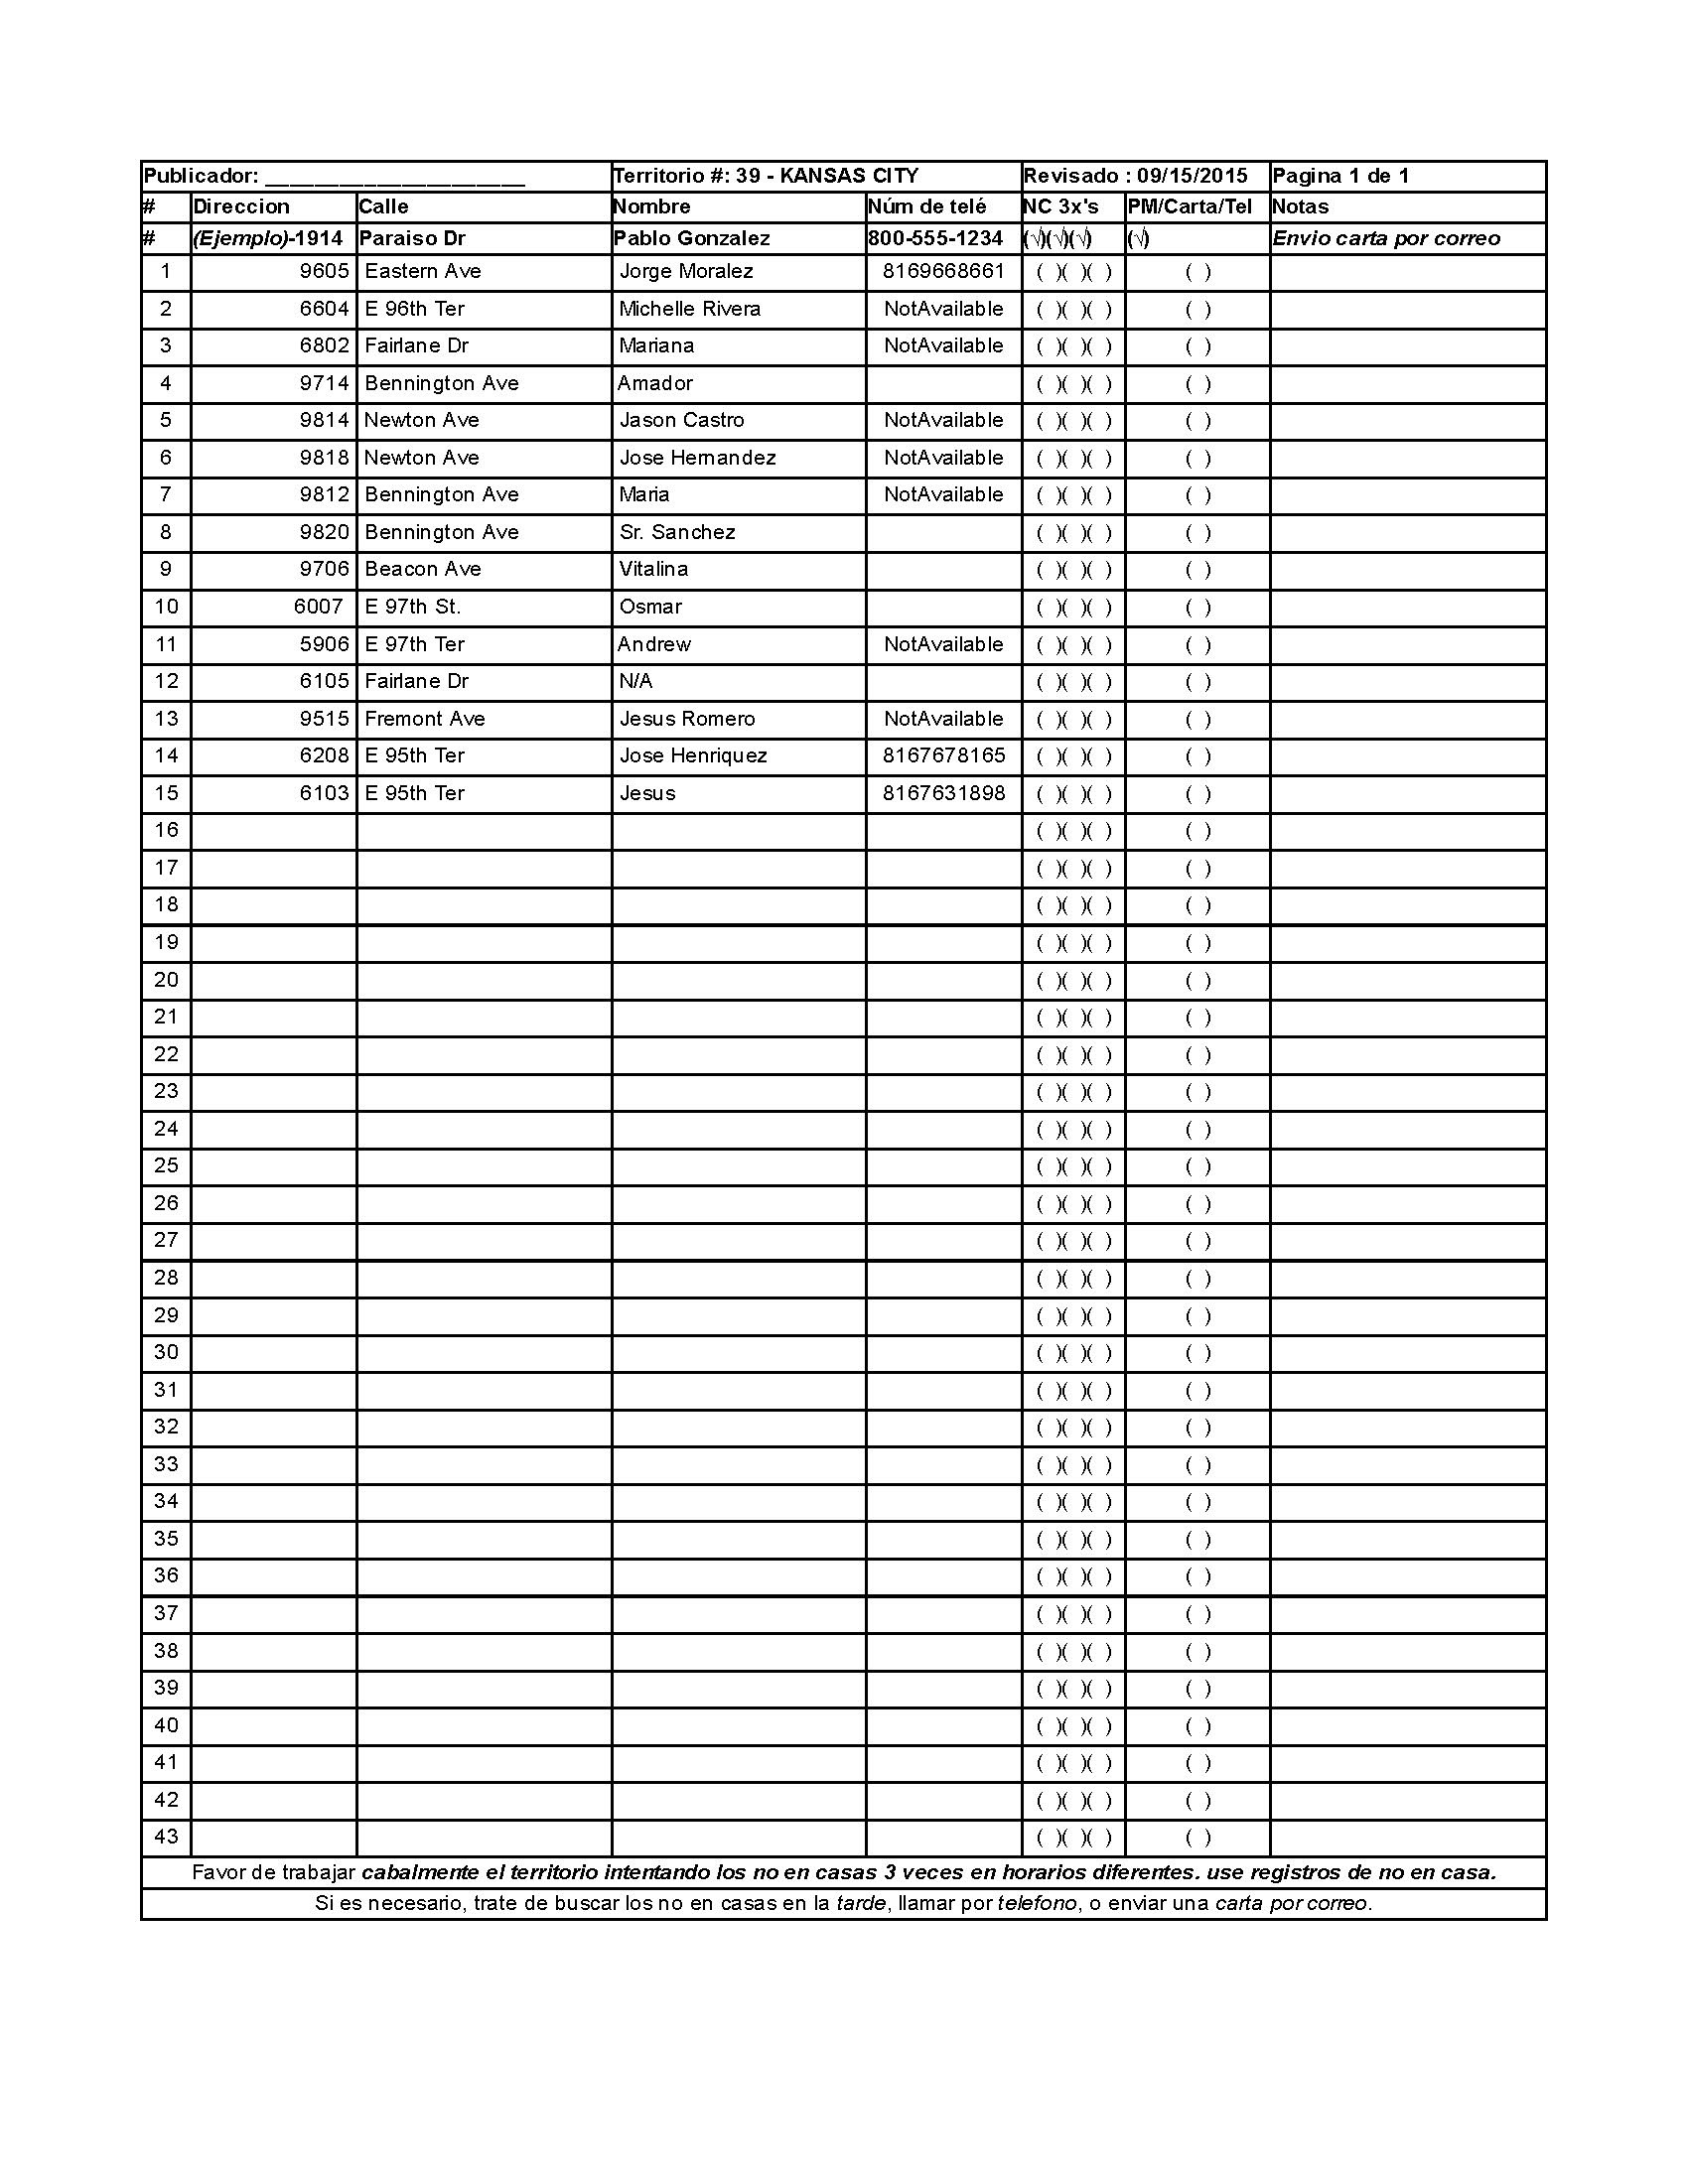 Publicador: ______________________ Territorio #: 39 - KANSAS CITY Revisado : 09/15/2015 Pagina 1 de 1
# Direccion Calle Nombre Núm de telé NC 3x's PM/Carta/Tel Notas
# (Ejemplo)-1914 Paraiso Dr Pablo Gonzalez 800-555-1234 (√)(√)(√) (√) Envio carta por correo
1 9605 Eastern Ave Jorge Moralez 8169668661 ( )( )( ) ( )
2 6604 E 96th Ter Michelle Rivera NotAvailable ( )( )( ) ( )
3 6802 Fairlane Dr Mariana NotAvailable ( )( )( ) ( )
4 9714 Bennington Ave Amador ( )( )( ) ( )
5 9814 Newton Ave Jason Castro NotAvailable ( )( )( ) ( )
6 9818 Newton Ave Jose Hernandez NotAvailable ( )( )( ) ( )
7 9812 Bennington Ave Maria NotAvailable ( )( )( ) ( )
8 9820 Bennington Ave Sr. Sanchez ( )( )( ) ( )
9 9706 Beacon Ave Vitalina ( )( )( ) ( )
10 6007 E 97th St. Osmar ( )( )( ) ( )
11 5906 E 97th Ter Andrew NotAvailable ( )( )( ) ( )
12 6105 Fairlane Dr N/A ( )( )( ) ( )
13 9515 Fremont Ave Jesus Romero NotAvailable ( )( )( ) ( )
14 6208 E 95th Ter Jose Henriquez 8167678165 ( )( )( ) ( )
15 6103 E 95th Ter Jesus 8167631898 ( )( )( ) ( )
16 ( )( )( ) ( )
17 ( )( )( ) ( )
18 ( )( )( ) ( )
19 ( )( )( ) ( )
20 ( )( )( ) ( )
21 ( )( )( ) ( )
22 ( )( )( ) ( )
23 ( )( )( ) ( )
24 ( )( )( ) ( )
25 ( )( )( ) ( )
26 ( )( )( ) ( )
27 ( )( )( ) ( )
28 ( )( )( ) ( )
29 ( )( )( ) ( )
30 ( )( )( ) ( )
31 ( )( )( ) ( )
32 ( )( )( ) ( )
33 ( )( )( ) ( )
34 ( )( )( ) ( )
35 ( )( )( ) ( )
36 ( )( )( ) ( )
37 ( )( )( ) ( )
38 ( )( )( ) ( )
39 ( )( )( ) ( )
40 ( )( )( ) ( )
41 ( )( )( ) ( )
42 ( )( )( ) ( )
43 ( )( )( ) ( )
Favor de trabajar cabalmente el territorio intentando los no en casas 3 veces en horarios diferentes. use registros de no en casa.
Si es necesario, trate de buscar los no en casas en la tarde, llamar por telefono, o enviar una carta por correo.